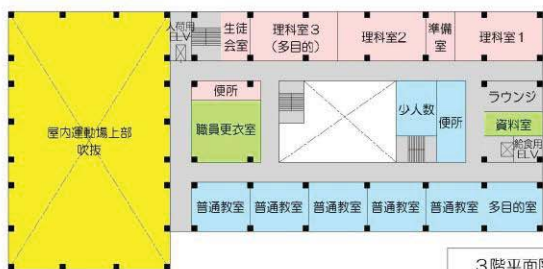 人荷用
ELV
生徒
会室
理科室3
(多目的)
理科室2
準備
室
理科室1
便所
職員更衣室
少人数
便所
ラウンジ
資料室
給食用
ELV
屋内運動場上部
吹抜
普通教室
普通教室
普通教室
普通教室
普通教室
多目的室
3階平面図